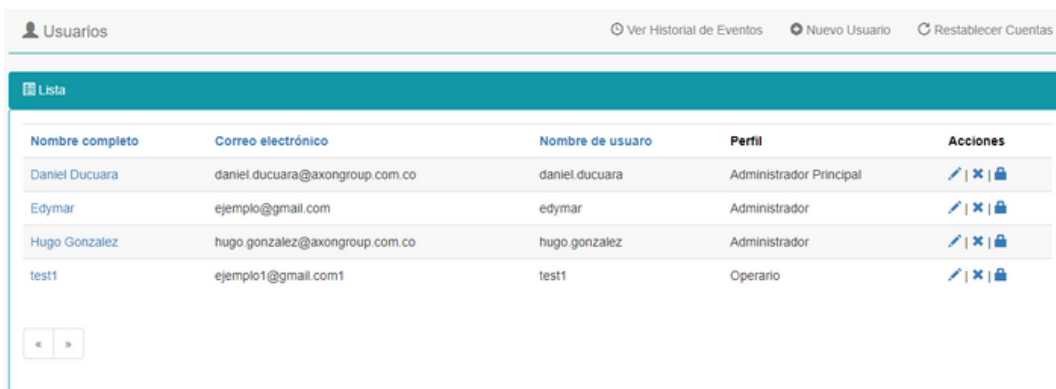 Usuarios Ver Historial de Eventos Nuevo Usuario Restablecer Cuentas
Lista
Nombre completo Correo electrónico Nombre de usuaro Perfil Acciones
Daniel Ducuara daniel.ducuara@axongroup.com.co daniel.ducuara Administrador Principal | |
Edymar ejemplo@gmail.com edymar Administrador | |
Hugo Gonzalez hugo.gonzalez@axongroup.com.co hugo.gonzalez Administrador | |
test1 ejemplo1@gmail.com1 test1 Operario | |
« »